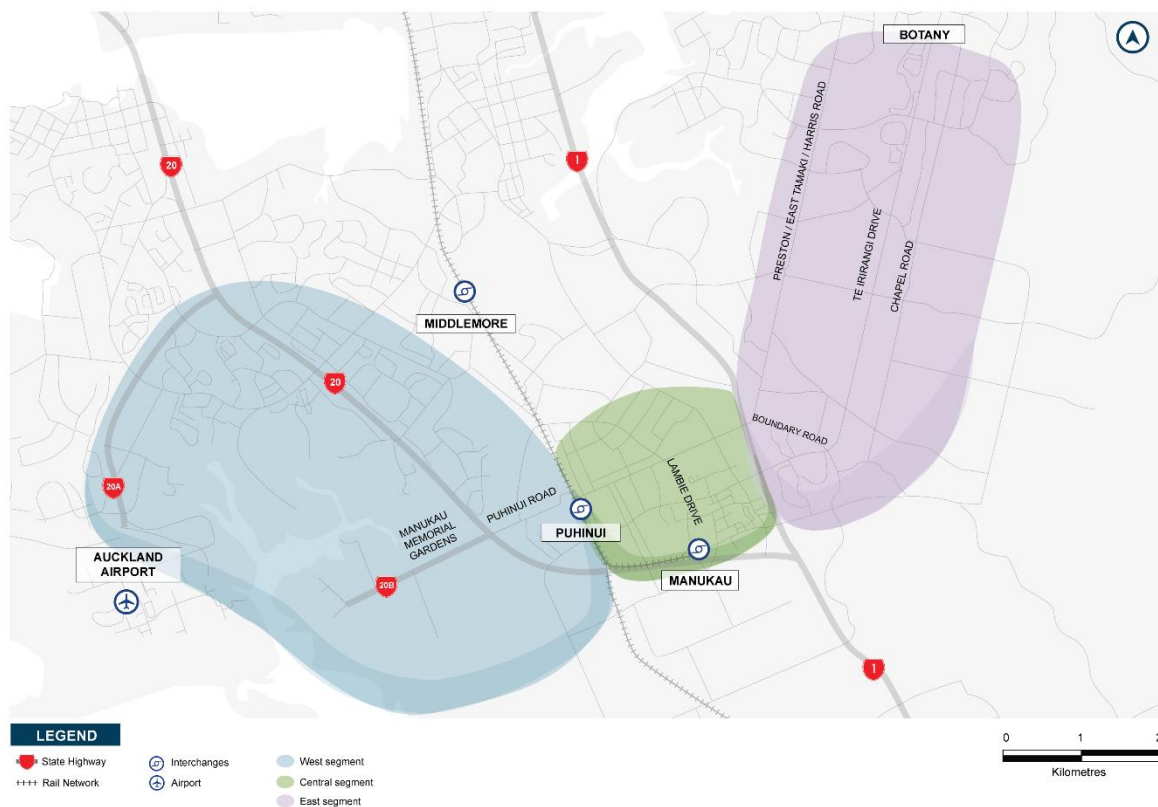 BOTANY
20
1
PRESTON / EAST TAMAKI / HARRIS ROAD
TE IRIRANGI DRIVE
CHAPEL ROAD
MIDDLEMORE
20
BOUNDARY ROAD
LAMBIE DRIVE
20A
PUHINUI ROAD
MANUKAU
MEMORIAL
GARDENS
PUHINUI
MANUKAU
AUCKLAND
AIRPORT
20B
1
LEGEND
State Highway
Rail Network
Interchanges
Airport
West segment
Central segment
East segment
0 1 2
Kilometres